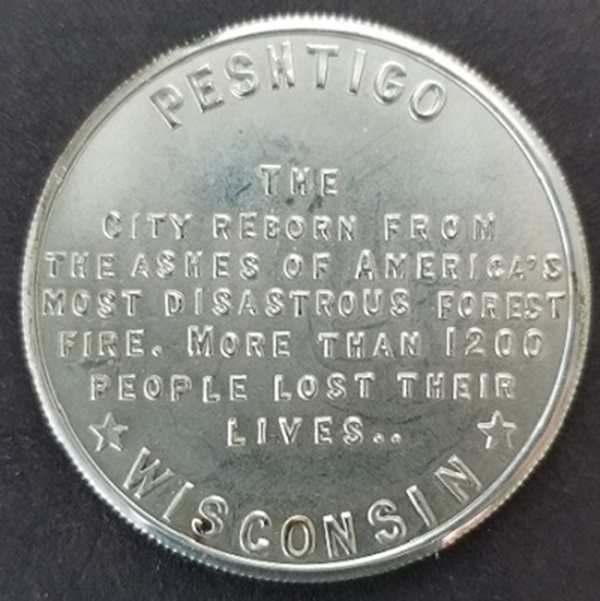 PESHTIGO
THE
CITY REBORN FROM
THE ASHES OF AMERICA'S
MOST DISASTROUS FOREST
FIRE. MORE THAN 1200
PEOPLE LOST THEIR
LIVES..
WISCONSIN